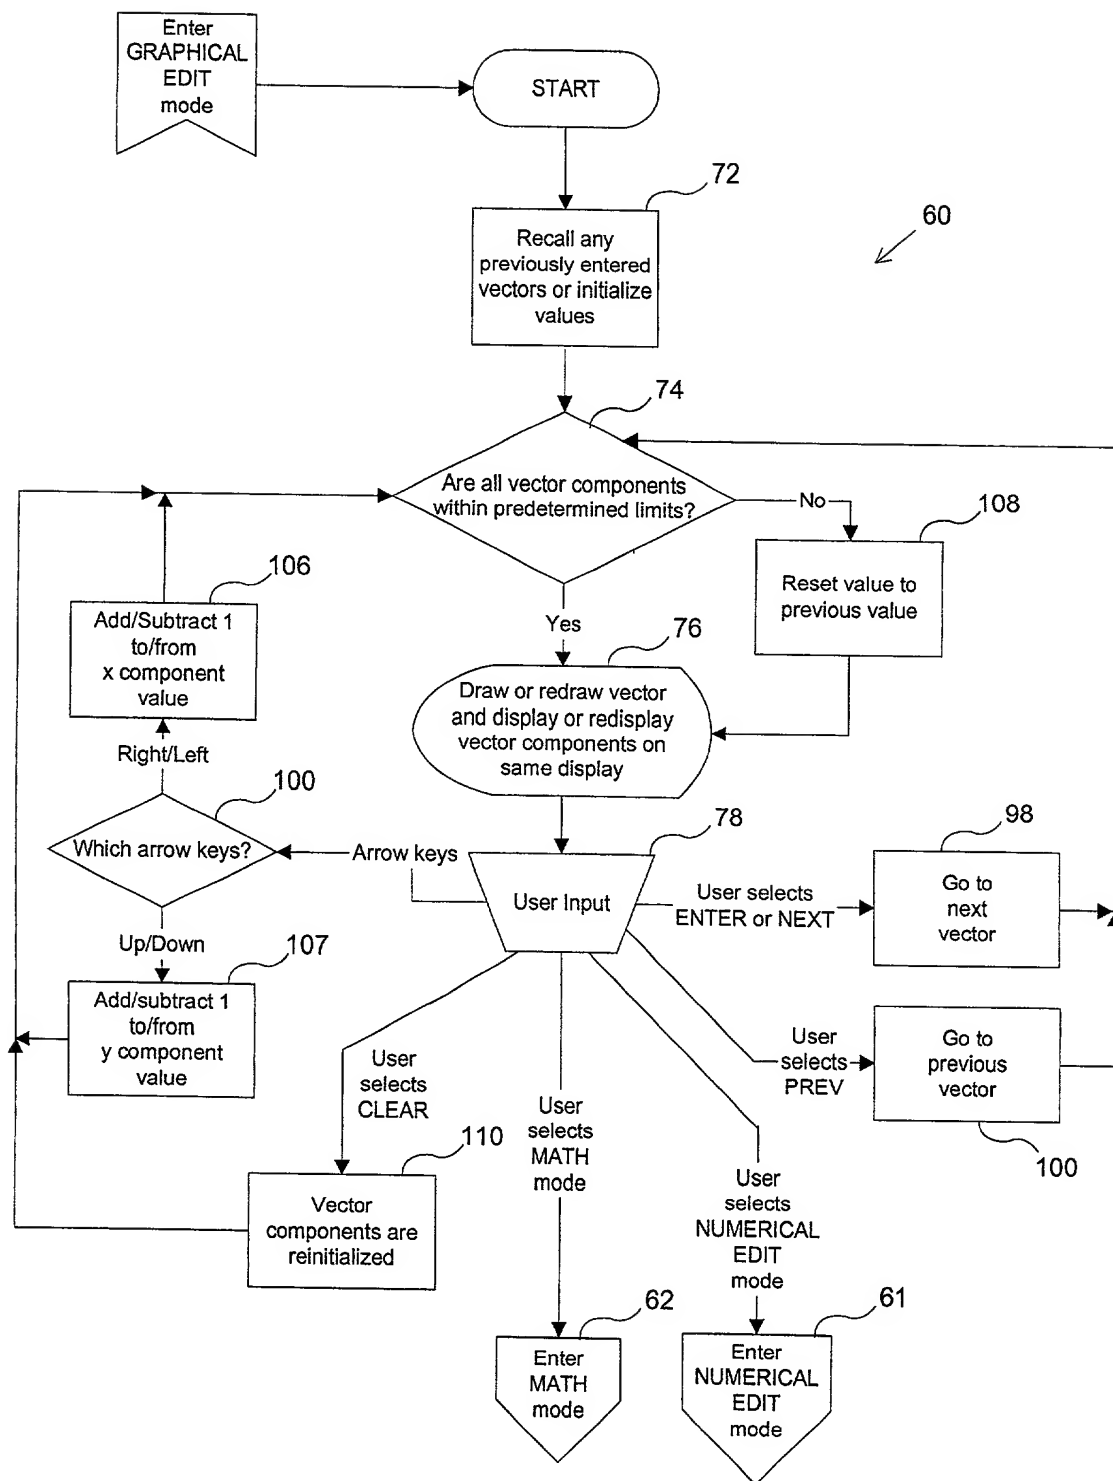 Enter
GRAPHICAL
EDIT
mode
START
72
60
Recall any
previously entered
vectors or initialize
values
74
Are all vector components
within predetermined limits?
No
108
Reset value to
previous value
106
Add/Subtract 1
to/from
x component
value
Yes
76
Draw or redraw vector
and display or redisplay
vector components on
same display
Right/Left
100
Which arrow keys?
Arrow keys
78
User Input
User selects
ENTER or NEXT
98
Go to
next
vector
Up/Down
107
Add/subtract 1
to/from
y component
value
User
selects
PREV
Go to
previous
vector
100
User
selects
CLEAR
110
Vector
components are
reinitialized
User
selects
MATH
mode
User
selects
NUMERICAL
EDIT
mode
62
Enter
MATH
mode
61
Enter
NUMERICAL
EDIT
mode